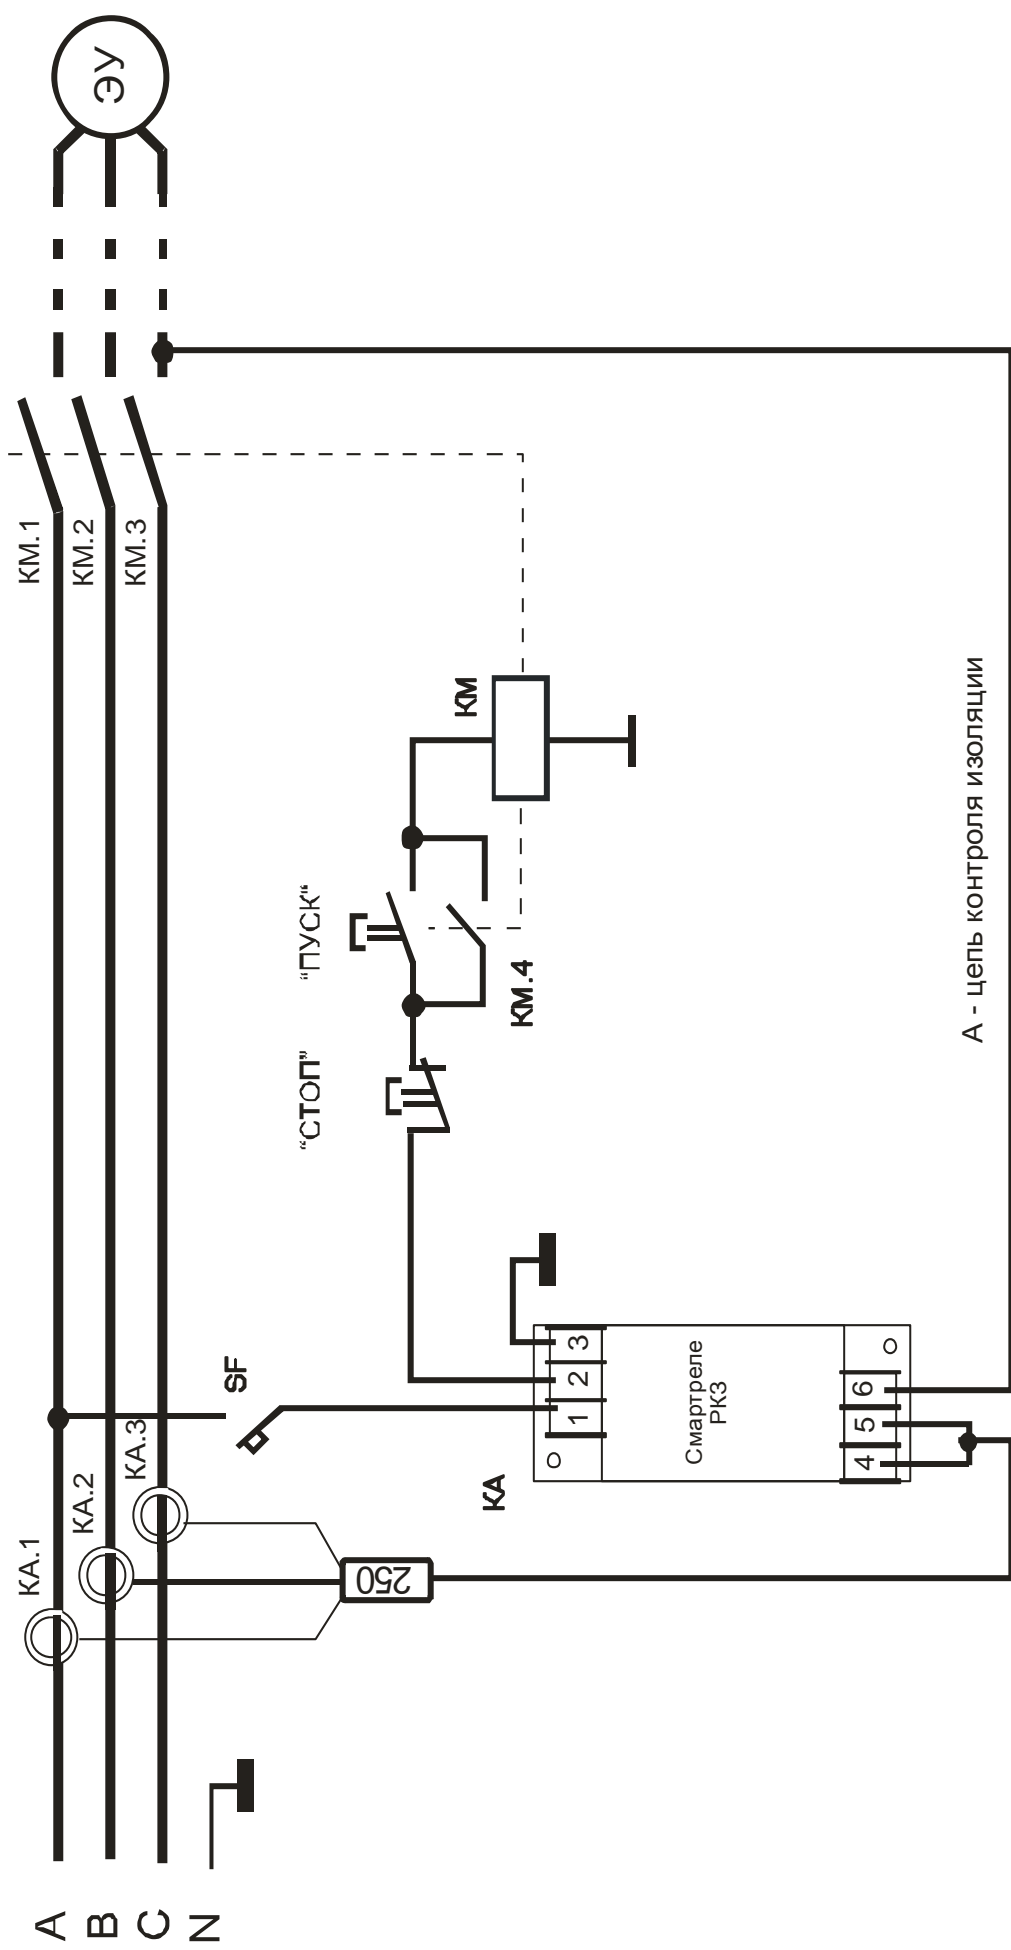 ЭУ
КМ.1
КМ.2
КМ.3
КМ
"ПУСК"
КМ.4
"СТОП"
А - цепь контроля изоляции
SF
КА.1
КА.2
КА.3
КА
1
2
3
Смартреле
РКЗ
4
5
6
250
A
B
C
N